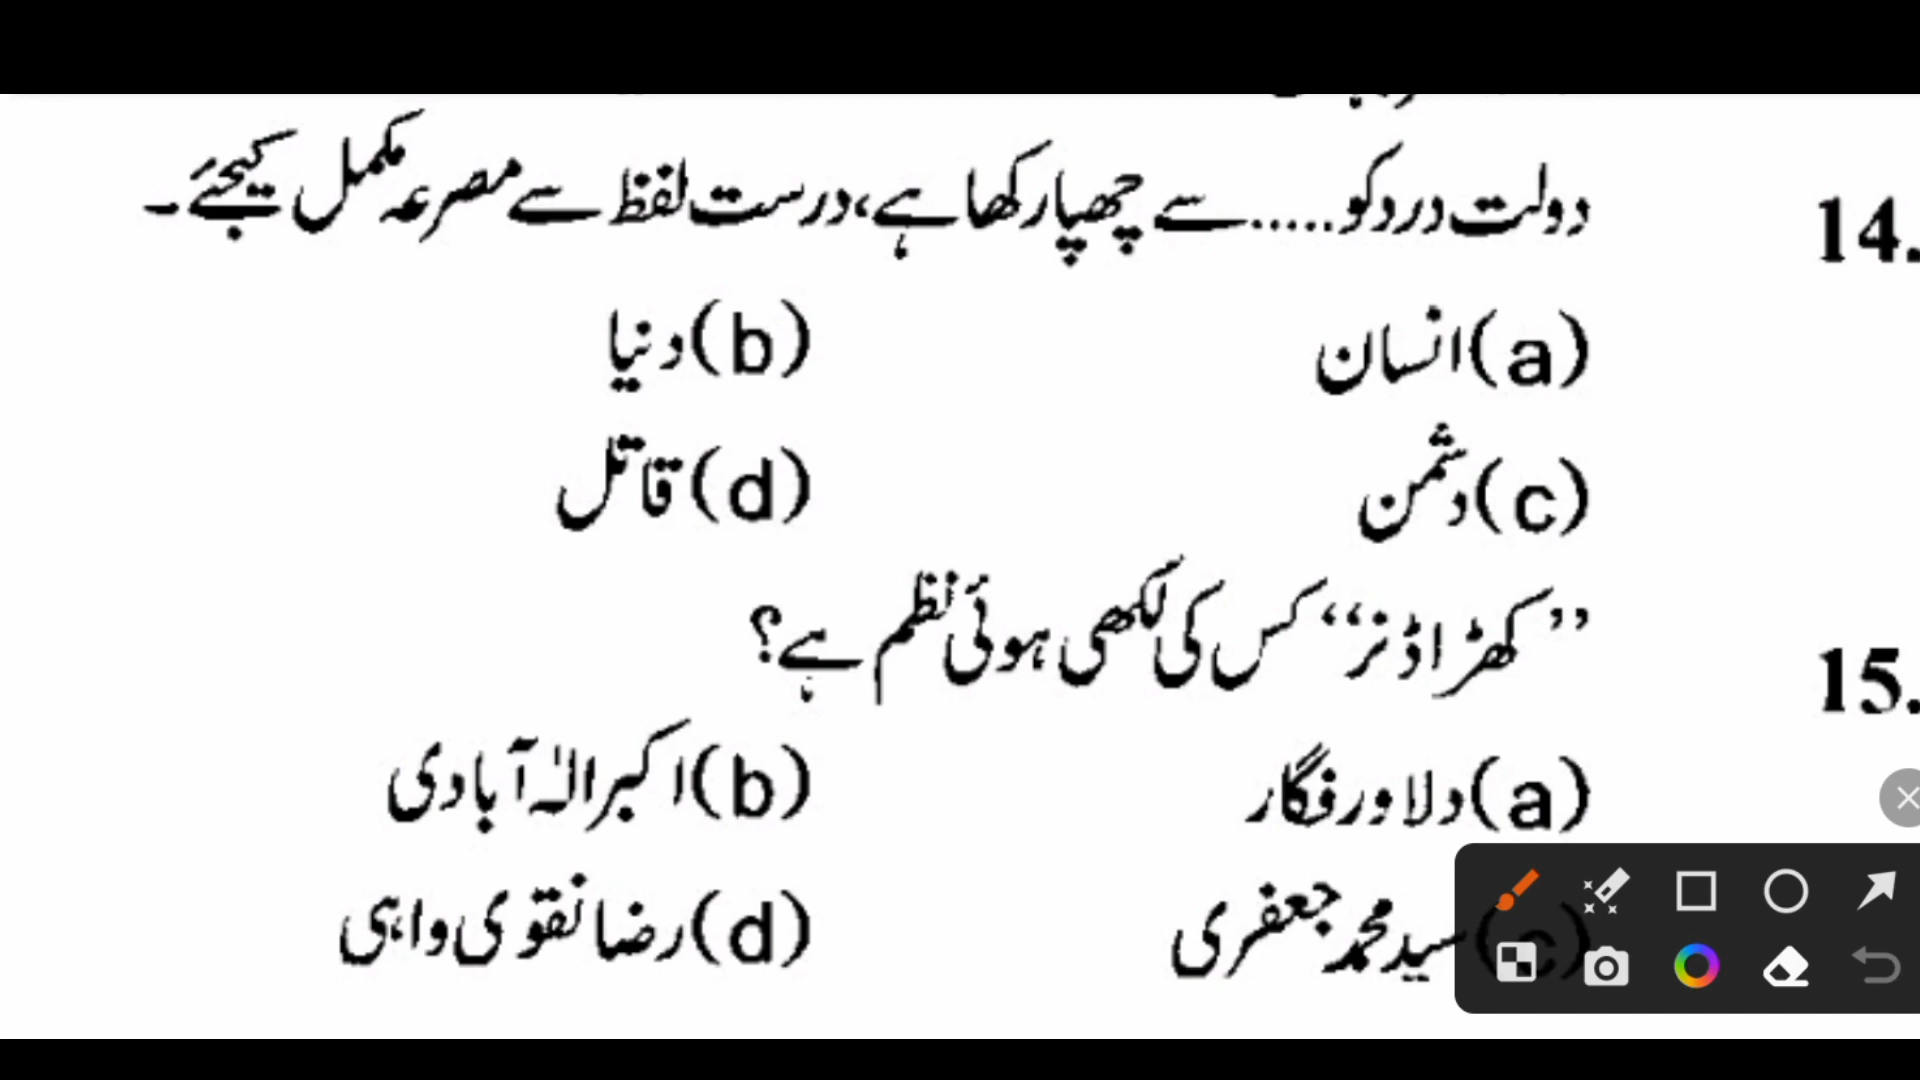 14. دولت درد کو.....سے چھپا رکھا ہے، درست لفظ سے مصرعہ مکمل کیجئے۔
(a) انسان (b) دنیا
(c) دشمن (d) قاتل
15. ’’کھڑا ڈنر‘‘ کس کی لکھی ہوئی نظم ہے؟
(a) دلاور فگار (b) اکبر الٰہ آبادی
(c) سید محمد جعفری (d) رضا نقوی واہی